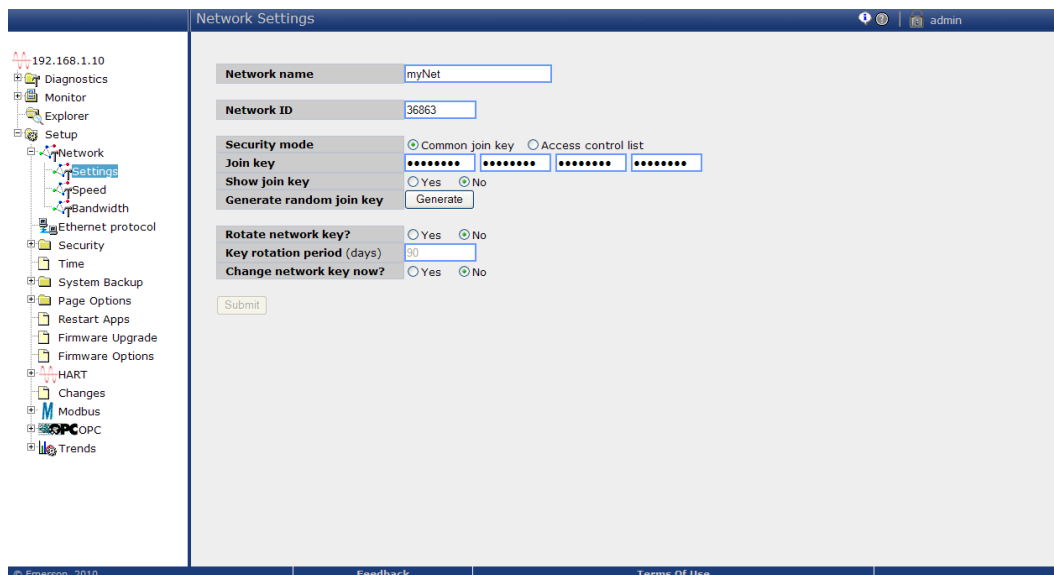 Network Settings
admin
192.168.1.10
Diagnostics
Monitor
Explorer
Setup
Network
Settings
Speed
Bandwidth
Ethernet protocol
Security
Time
System Backup
Page Options
Restart Apps
Firmware Upgrade
Firmware Options
HART
Changes
M Modbus
OPC OPC
Trends
Network name myNet
Network ID 36863
Security mode Common join key Access control list
Join key •••••••• •••••••• •••••••• ••••••••
Show join key Yes No
Generate random join key Generate
Rotate network key? Yes No
Key rotation period (days) 90
Change network key now? Yes No
Submit
© Emerson, 2010 Feedback Terms Of Use